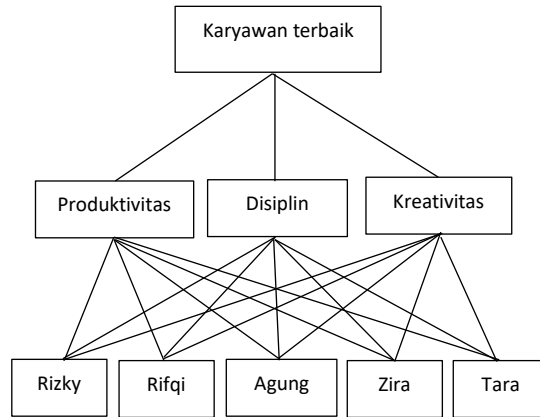 Karyawan terbaik
Produktivitas
Disiplin
Kreativitas
Rizky
Rifqi
Agung
Zira
Tara